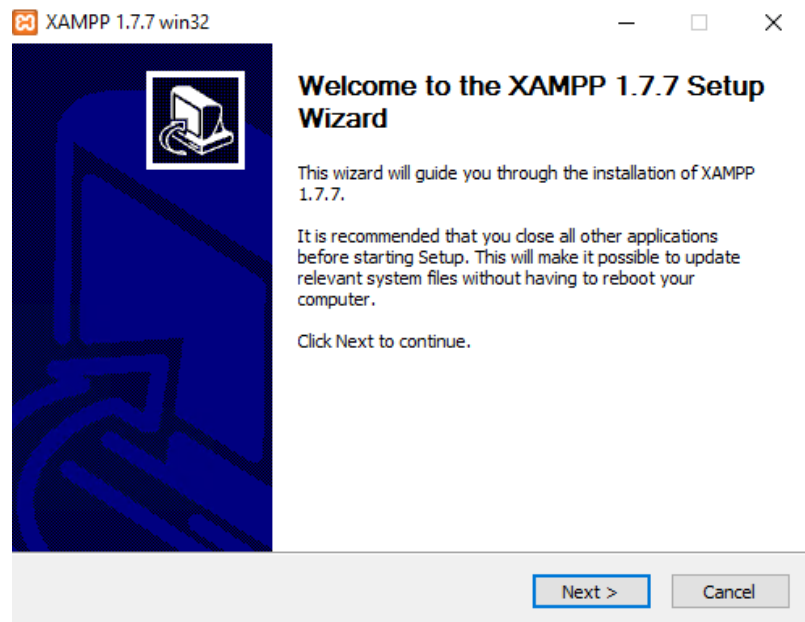 XAMPP 1.7.7 win32
Welcome to the XAMPP 1.7.7 Setup
Wizard
This wizard will guide you through the installation of XAMPP
1.7.7.
It is recommended that you close all other applications
before starting Setup. This will make it possible to update
relevant system files without having to reboot your
computer.
Click Next to continue.
Next >
Cancel